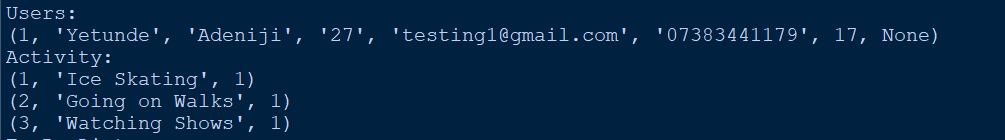 Users:
(1, 'Yetunde', 'Adeniji', '27', 'testing1@gmail.com', '07383441179', 17, None)
Activity:
(1, 'Ice Skating', 1)
(2, 'Going on Walks', 1)
(3, 'Watching Shows', 1)